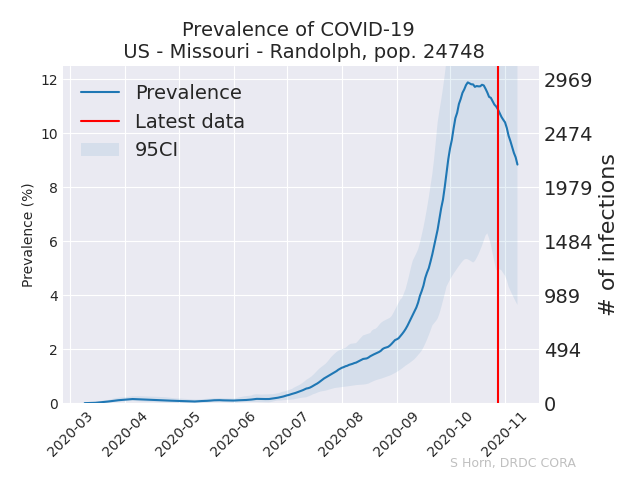 Prevalence of COVID-19
US - Missouri - Randolph, pop. 24748
Prevalence
Latest data
95CI
Prevalence (%)
12
10
8
6
4
2
0
2969
2474
1979
1484
989
494
0
# of infections
2020-03
2020-04
2020-05
2020-06
2020-07
2020-08
2020-09
2020-10
2020-11
S Horn, DRDC CORA